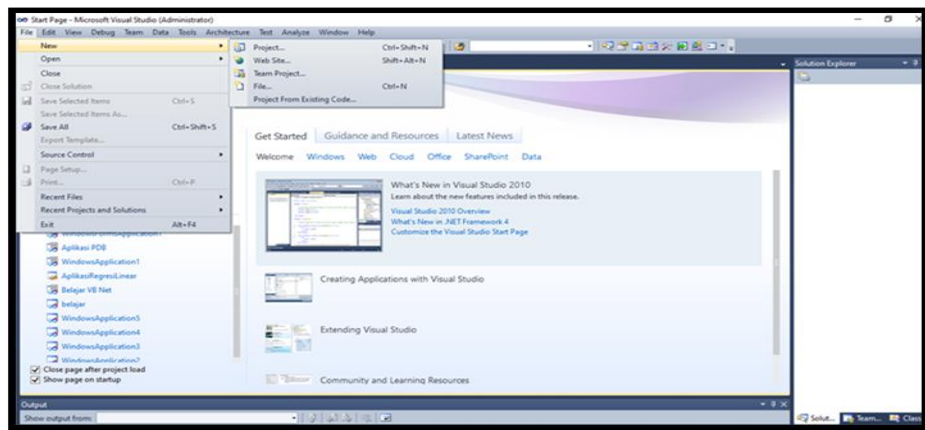 Start Page - Microsoft Visual Studio (Administrator)
File Edit View Debug Team Data Tools Architecture Test Analyze Window Help
New
Open
Close
Close Solution
Save Selected Items Ctrl+S
Save Selected Items As...
Save All Ctrl+Shift+S
Export Template...
Source Control
Page Setup...
Print... Ctrl+P
Recent Files
Recent Projects and Solutions
Exit Alt+F4
Project... Ctrl+Shift+N
Web Site... Shift+Alt+N
Team Project...
File... Ctrl+N
Project From Existing Code...
WindowsFormsApplication1
Aplikasi PDB
WindowsApplication1
AplikasiRegresiLinear
Belajar VB Net
belajar
WindowsApplication5
WindowsApplication4
WindowsApplication3
WindowsApplication2
Close page after project load
Show page on startup
Get Started Guidance and Resources Latest News
Welcome Windows Web Cloud Office SharePoint Data
What's New in Visual Studio 2010
Learn about the new features included in this release.
Visual Studio 2010 Overview
What's New in .NET Framework 4
Customize the Visual Studio Start Page
Creating Applications with Visual Studio
Extending Visual Studio
Community and Learning Resources
Solution Explorer
Output
Show output from:
Solut... Team... Class